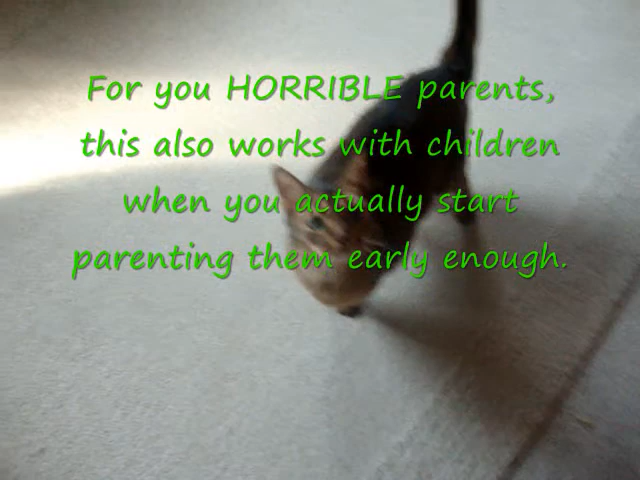 For you HORRIBLE parents,
this also works with children
when you actually start
parenting them early enough.